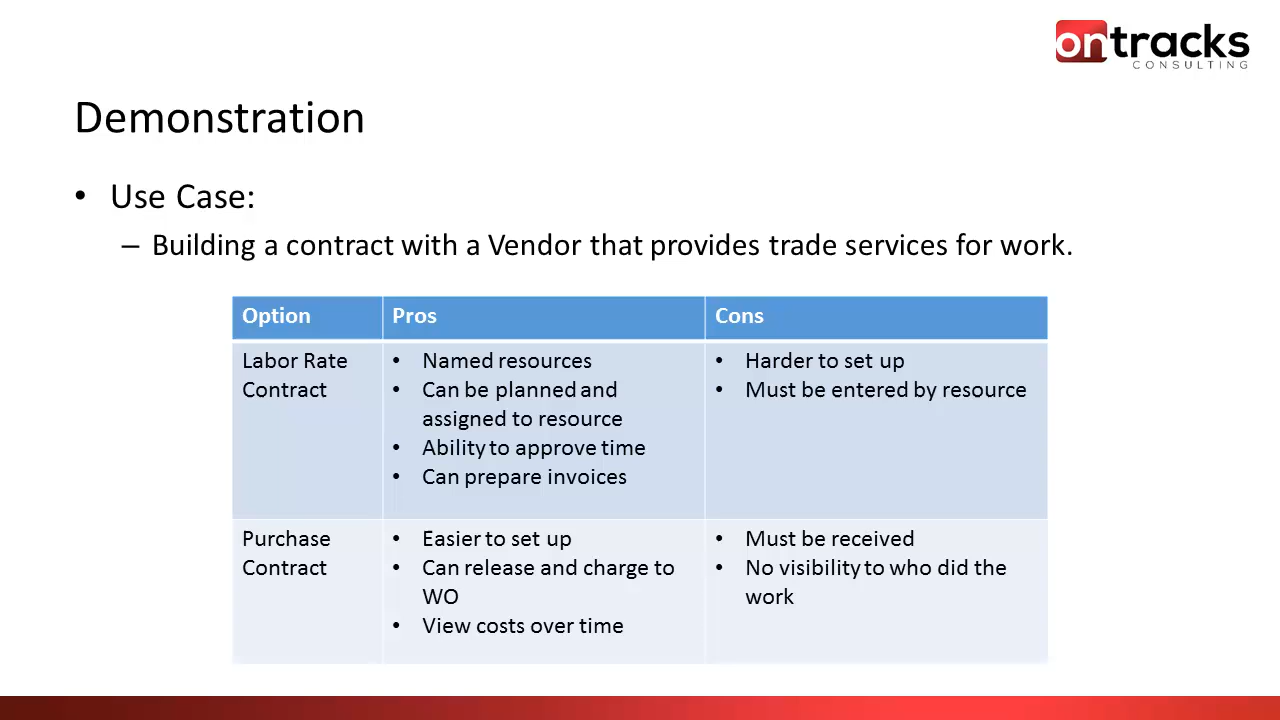 ontracks
CONSULTING
Demonstration
• Use Case:
– Building a contract with a Vendor that provides trade services for work.
Option Pros Cons
Labor Rate
Contract
• Named resources
• Can be planned and
assigned to resource
• Ability to approve time
• Can prepare invoices
• Harder to set up
• Must be entered by resource
Purchase
Contract
• Easier to set up
• Can release and charge to
WO
• View costs over time
• Must be received
• No visibility to who did the
work